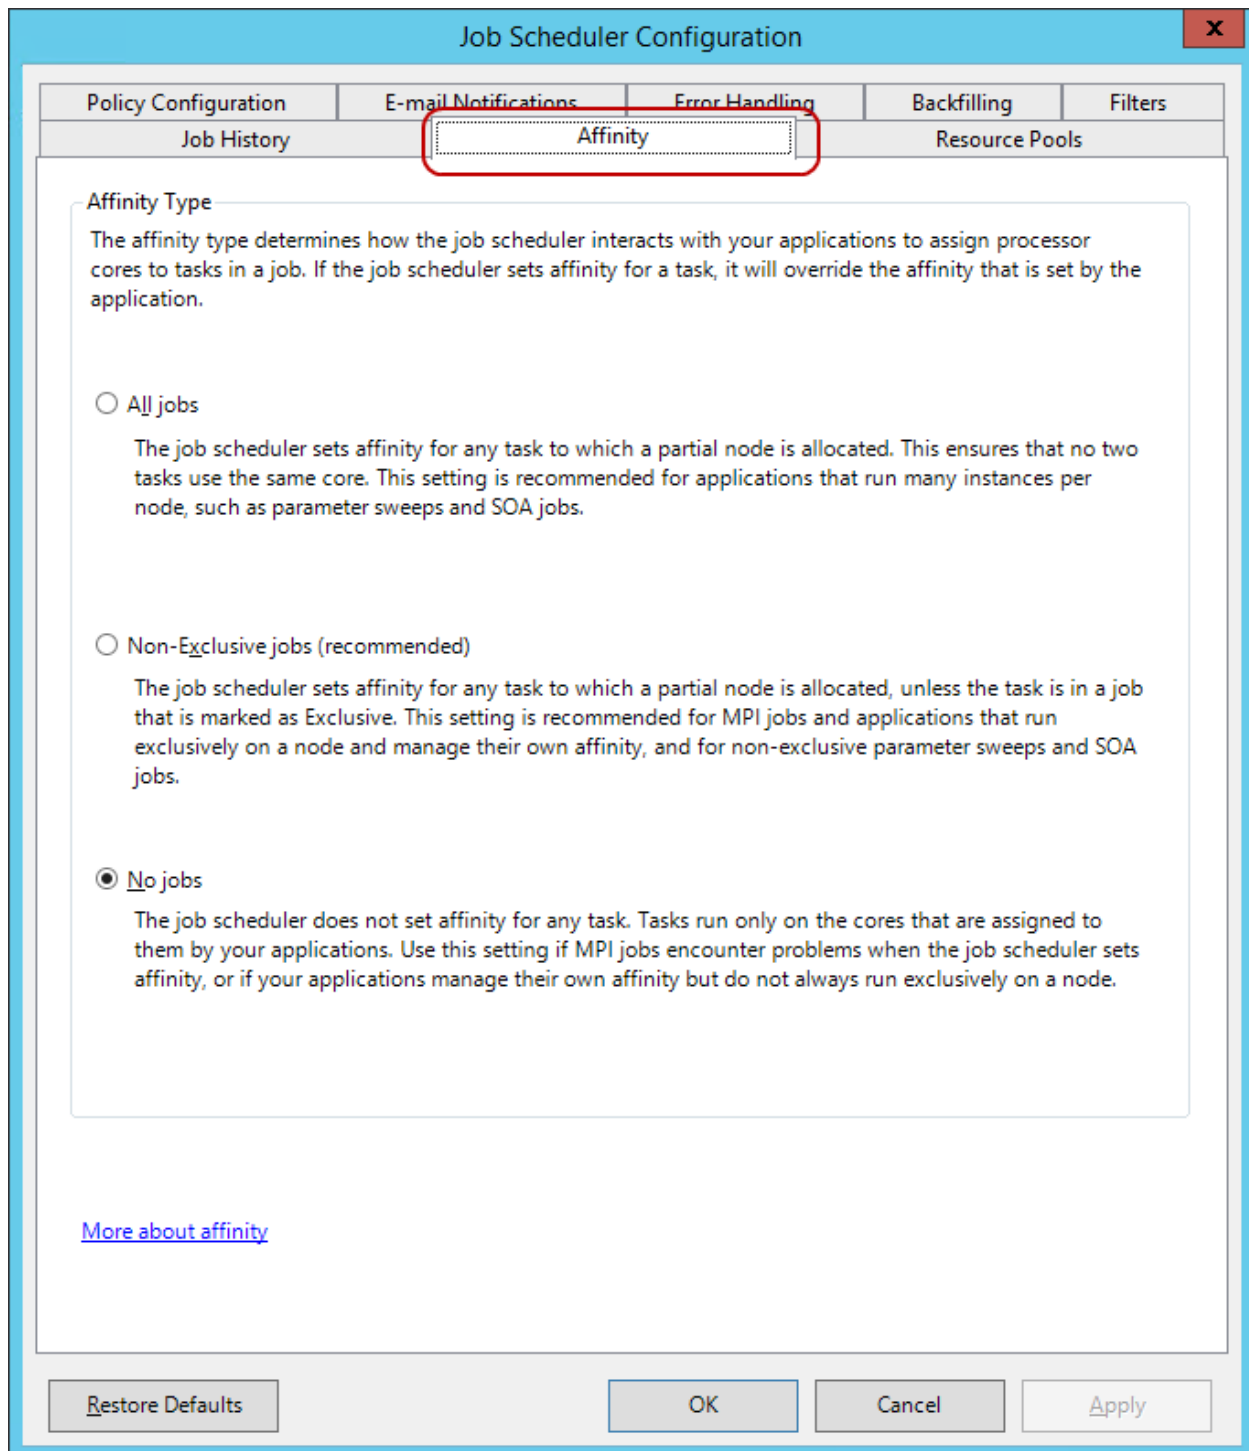 Job Scheduler Configuration
x
Policy Configuration
E-mail Notifications
Error Handling
Backfilling
Filters
Job History
Affinity
Resource Pools
Affinity Type
The affinity type determines how the job scheduler interacts with your applications to assign processor
cores to tasks in a job. If the job scheduler sets affinity for a task, it will override the affinity that is set by the
application.
All jobs
The job scheduler sets affinity for any task to which a partial node is allocated. This ensures that no two
tasks use the same core. This setting is recommended for applications that run many instances per
node, such as parameter sweeps and SOA jobs.
Non-Exclusive jobs (recommended)
The job scheduler sets affinity for any task to which a partial node is allocated, unless the task is in a job
that is marked as Exclusive. This setting is recommended for MPI jobs and applications that run
exclusively on a node and manage their own affinity, and for non-exclusive parameter sweeps and SOA
jobs.
No jobs
The job scheduler does not set affinity for any task. Tasks run only on the cores that are assigned to
them by your applications. Use this setting if MPI jobs encounter problems when the job scheduler sets
affinity, or if your applications manage their own affinity but do not always run exclusively on a node.
More about affinity
Restore Defaults
OK
Cancel
Apply